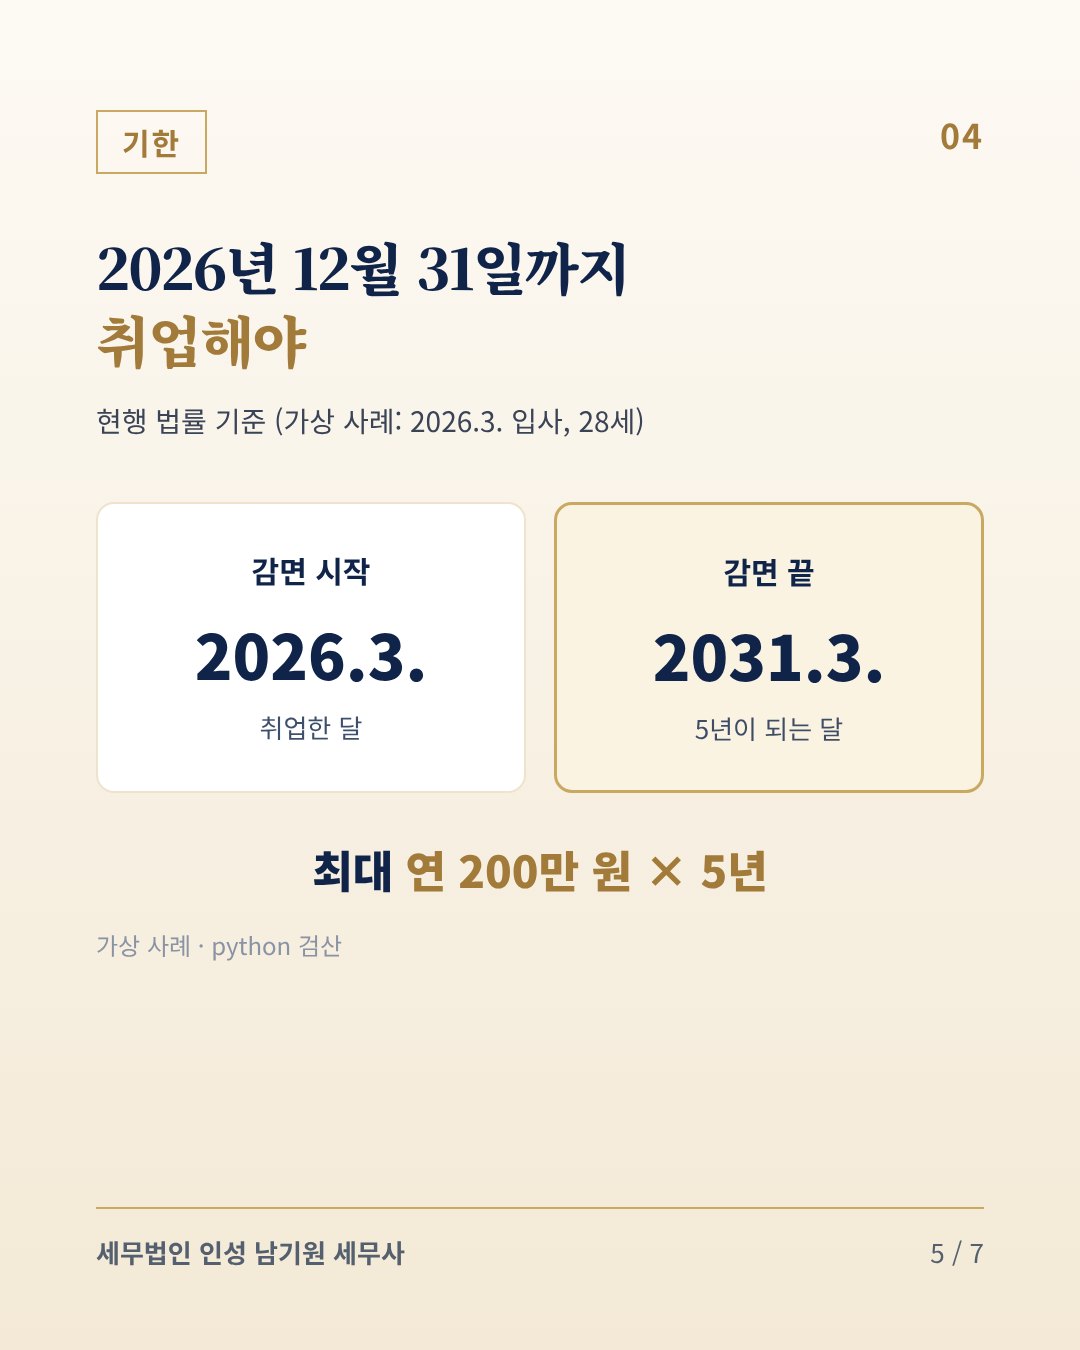 기한
04
2026년 12월 31일까지
취업해야
현행 법률 기준 (가상 사례: 2026.3. 입사, 28세)
감면 시작
2026.3.
취업한 달
감면 끝
2031.3.
5년이 되는 달
최대 연 200만 원 × 5년
가상 사례 · python 검산
세무법인 인성 남기원 세무사
5 / 7